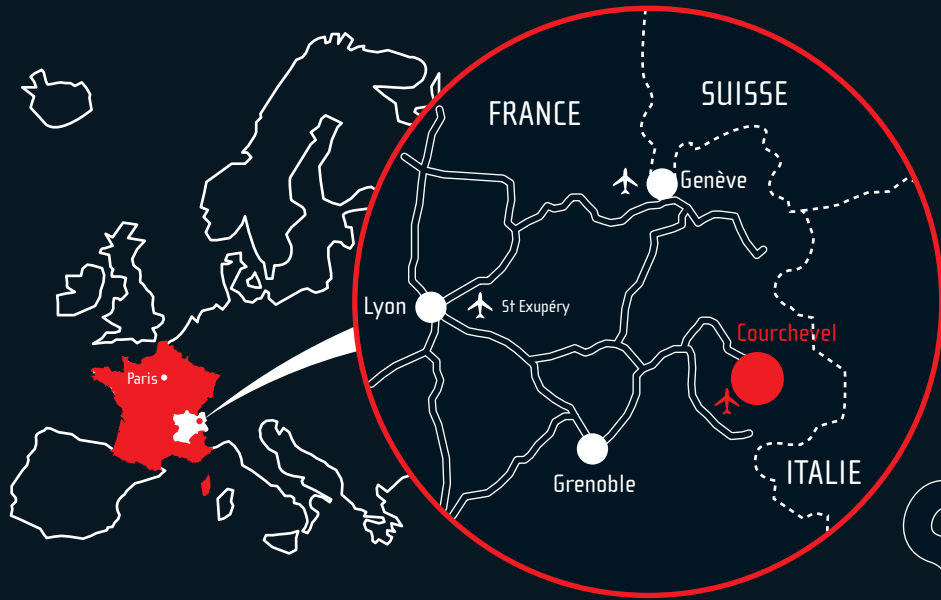 FRANCE
SUISSE
Genève
Lyon
St Exupéry
Courchevel
Paris
Grenoble
ITALIE